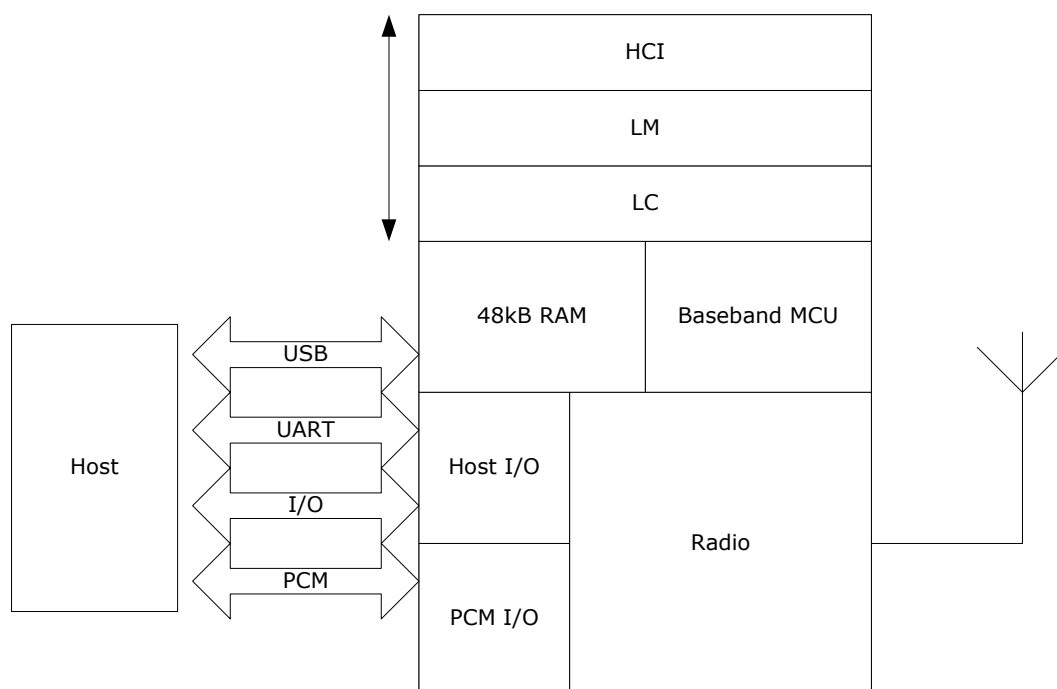 HCI
LM
LC
48kB RAM
Baseband MCU
USB
UART
Host
Host I/O
I/O
Radio
PCM
PCM I/O